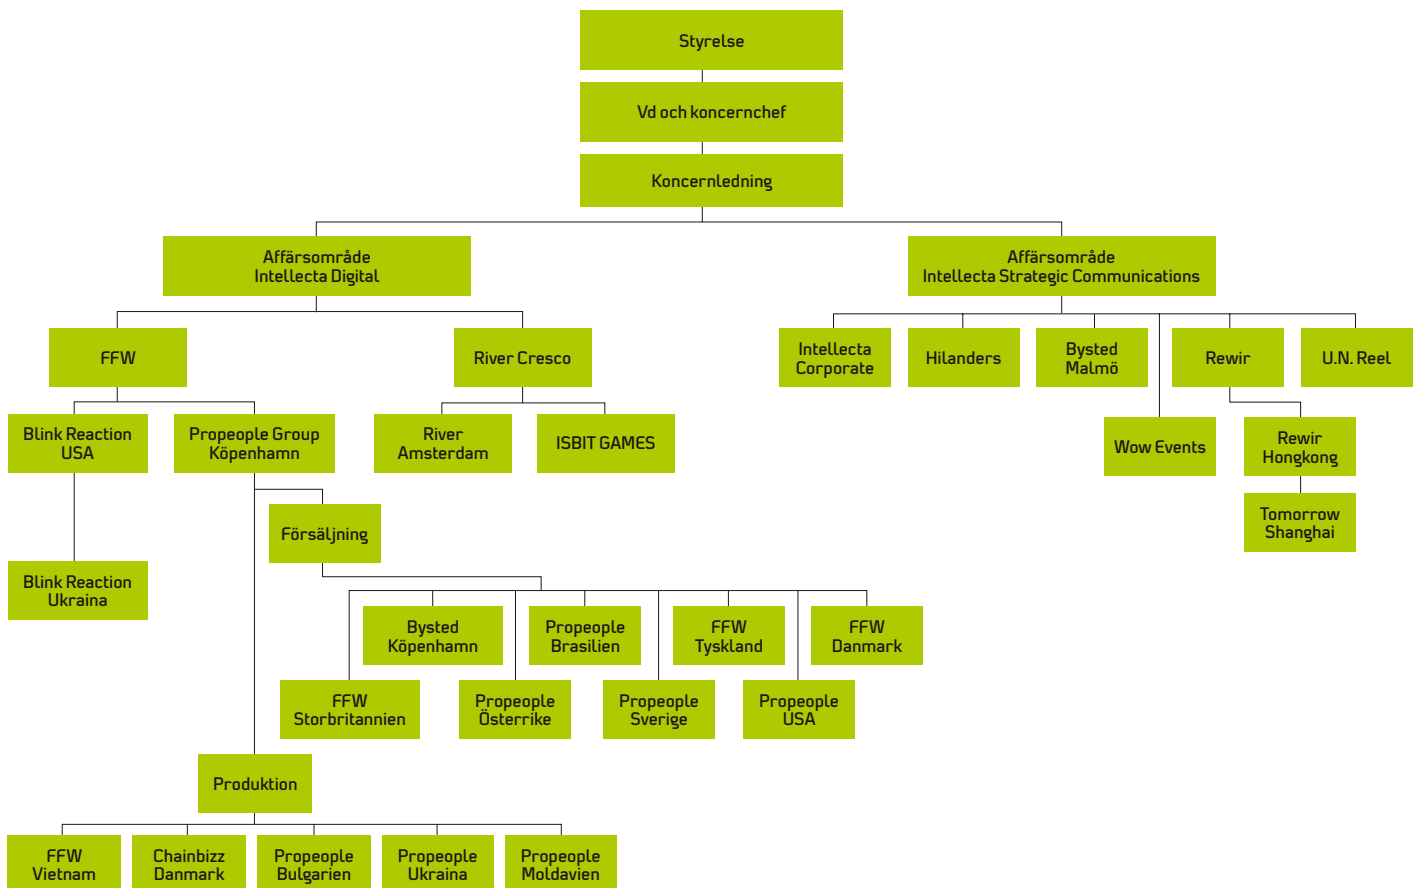 Styrelse
Vd och koncernchef
Koncernledning
Affärsområde
Intellecta Digital
Affärsområde
Intellecta Strategic Communications
FFW
River Cresco
Intellecta
Corporate
Hilanders
Bysted
Malmö
Rewir
U.N. Reel
Blink Reaction
USA
Propeople Group
Köpenhamn
River
Amsterdam
ISBIT GAMES
Wow Events
Rewir
Hongkong
Försäljning
Tomorrow
Shanghai
Blink Reaction
Ukraina
Bysted
Köpenhamn
Propeople
Brasilien
FFW
Tyskland
FFW
Danmark
FFW
Storbritannien
Propeople
Österrike
Propeople
Sverige
Propeople
USA
Produktion
FFW
Vietnam
Chainbizz
Danmark
Propeople
Bulgarien
Propeople
Ukraina
Propeople
Moldavien